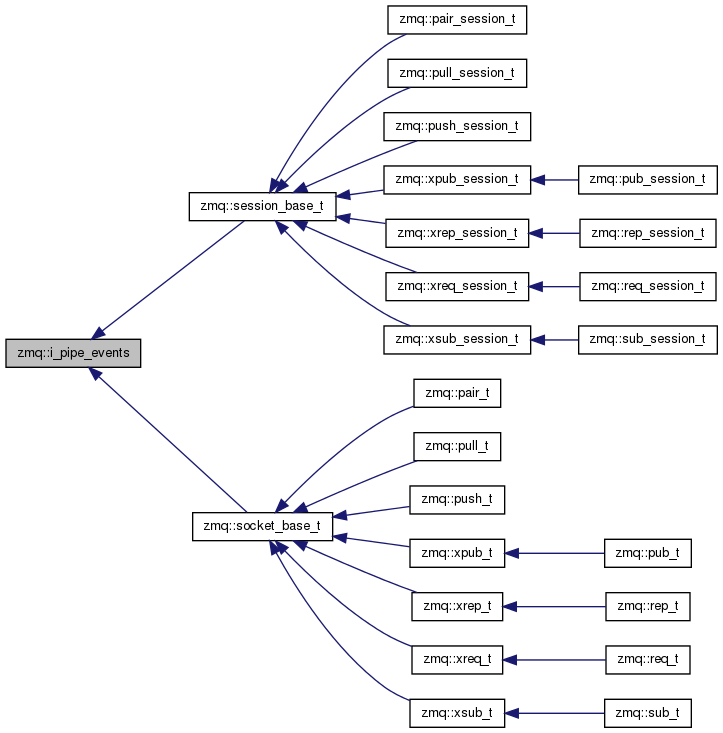 zmq::pair_session_t
zmq::pull_session_t
zmq::push_session_t
zmq::xpub_session_t
zmq::pub_session_t
zmq::session_base_t
zmq::xrep_session_t
zmq::rep_session_t
zmq::xreq_session_t
zmq::req_session_t
zmq::xsub_session_t
zmq::sub_session_t
zmq::i_pipe_events
zmq::pair_t
zmq::pull_t
zmq::push_t
zmq::socket_base_t
zmq::xpub_t
zmq::pub_t
zmq::xrep_t
zmq::rep_t
zmq::xreq_t
zmq::req_t
zmq::xsub_t
zmq::sub_t